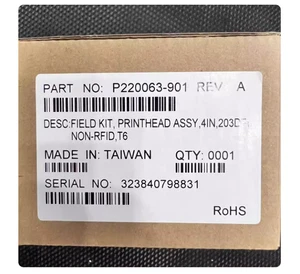 PART NO: P220063-901 REV A
DESC:FIELD KIT, PRINTHEAD ASSY,4IN,203DPI,
NON-RFID,T6
MADE IN: TAIWAN QTY: 0001
SERIAL NO: 323840798831
RoHS